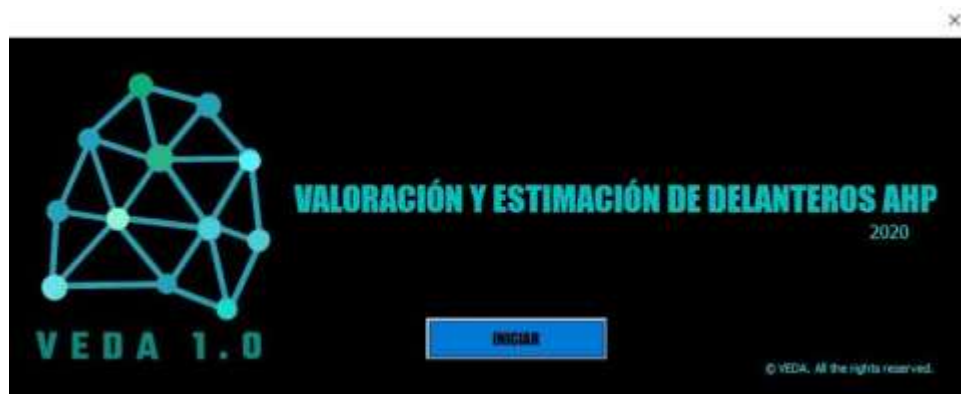 VALORACIÓN Y ESTIMACIÓN DE DELANTEROS AHP
2020
VEDA 1.0
INICIAR
© VEDA. All the rights reserved.